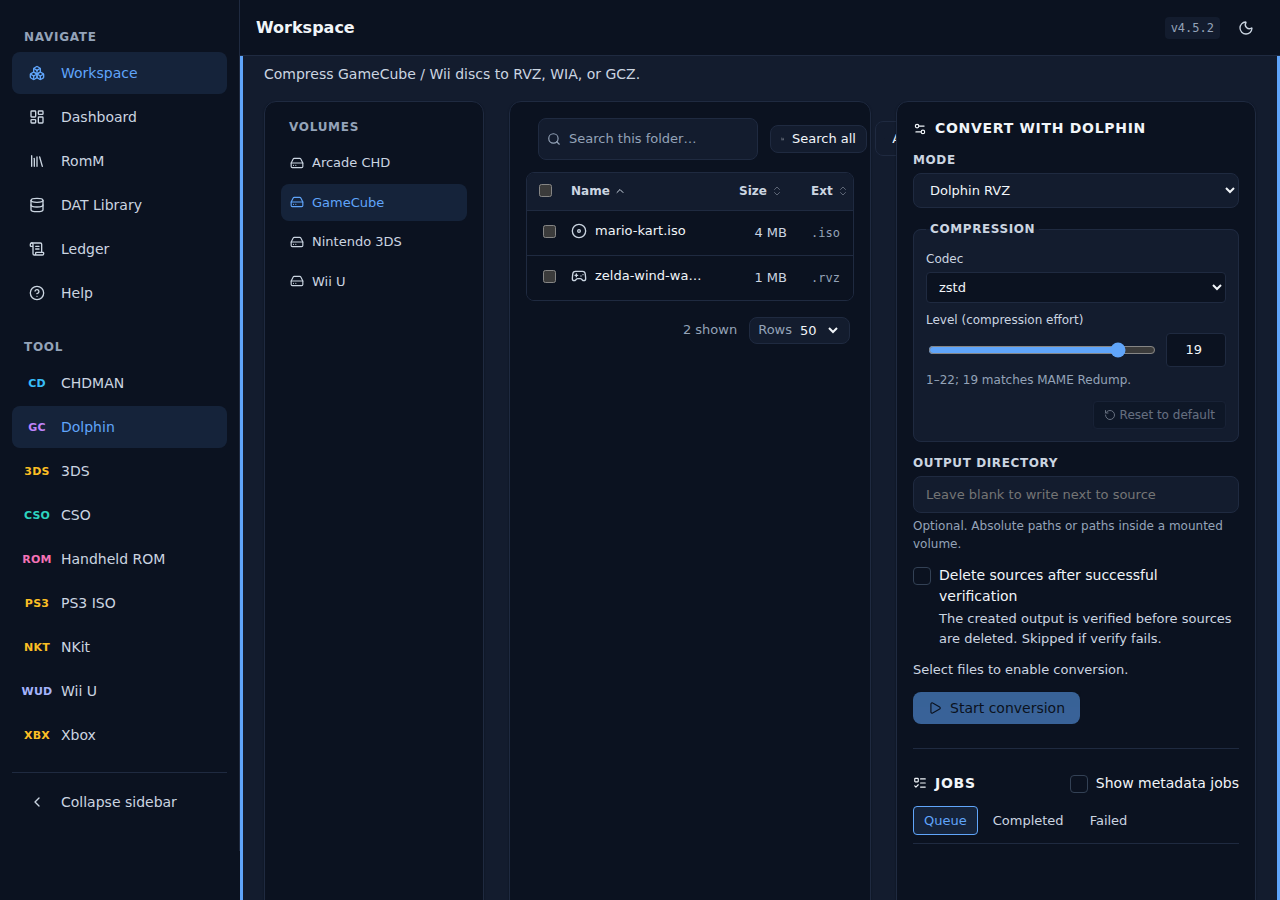 NAVIGATE
Workspace
Dashboard
RomM
DAT Library
Ledger
Help
TOOL
CD CHDMAN
GC Dolphin
3DS 3DS
CSO CSO
ROM Handheld ROM
PS3 PS3 ISO
NKT NKit
WUD Wii U
XBX Xbox
Collapse sidebar
Workspace
v4.5.2
Compress GameCube / Wii discs to RVZ, WIA, or GCZ.
VOLUMES
Arcade CHD
GameCube
Nintendo 3DS
Wii U
Search this folder…
Search all
Name Size Ext
mario-kart.iso 4 MB .iso
zelda-wind-wa… 1 MB .rvz
2 shown Rows 50
CONVERT WITH DOLPHIN
MODE
Dolphin RVZ
COMPRESSION
Codec
zstd
Level (compression effort)
19
1–22; 19 matches MAME Redump.
Reset to default
OUTPUT DIRECTORY
Leave blank to write next to source
Optional. Absolute paths or paths inside a mounted
volume.
Delete sources after successful
verification
The created output is verified before sources
are deleted. Skipped if verify fails.
Select files to enable conversion.
Start conversion
JOBS
Show metadata jobs
Queue Completed Failed